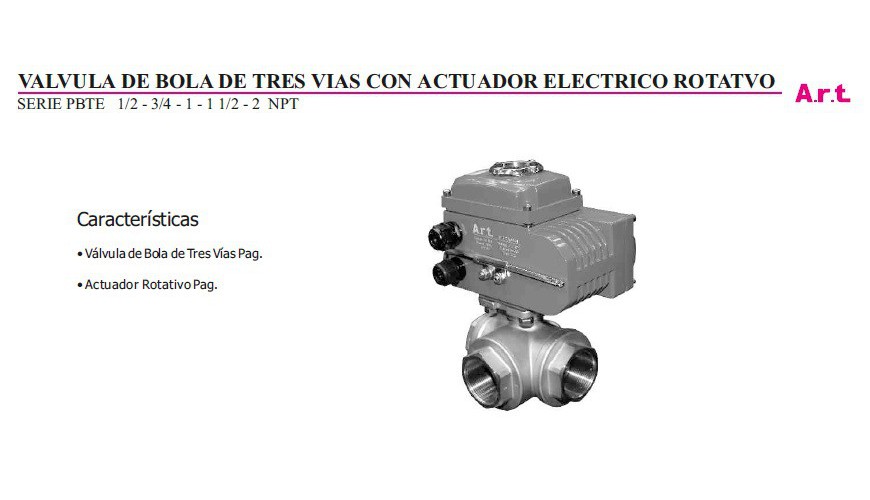 VALVULA DE BOLA DE TRES VIAS CON ACTUADOR ELECTRICO ROTATVO
A.r.t.
SERIE PBTE 1/2 - 3/4 - 1 - 1 1/2 - 2 NPT
Características
• Válvula de Bola de Tres Vías Pag.
• Actuador Rotativo Pag.
A.r.t.